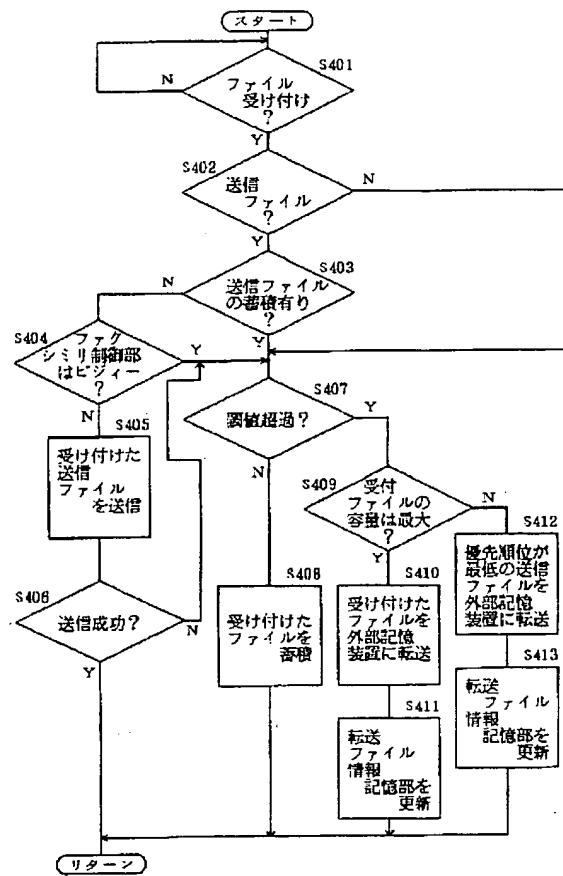 スタート
N
S401
ファイル
受け付け
?
Y
S402
送信
ファイル
?
N
Y
S403
N
送信ファイル
の蓄積有り
?
Y
S404
ファク
シミリ制御部
はビジィー
?
Y
N
S407
閾値超過?
Y
N
S405
受け付けた
送信
ファイル
を送信
S409
受付
ファイルの
容量は最大
?
N
Y
S412
優先順位が
最低の送信
ファイルを
外部記憶
装置に転送
S406
送信成功?
N
Y
S408
受け付けた
ファイルを
蓄積
S410
受け付けた
ファイルを
外部記憶
装置に転送
S413
転送
ファイル
情報
記憶部を
更新
S411
転送
ファイル
情報
記憶部を
更新
リターン